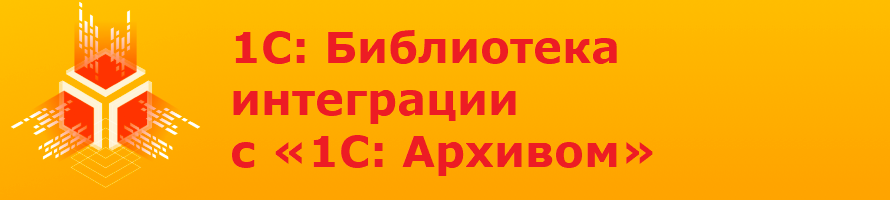 1С: Библиотека
интеграции
с «1С: Архивом»